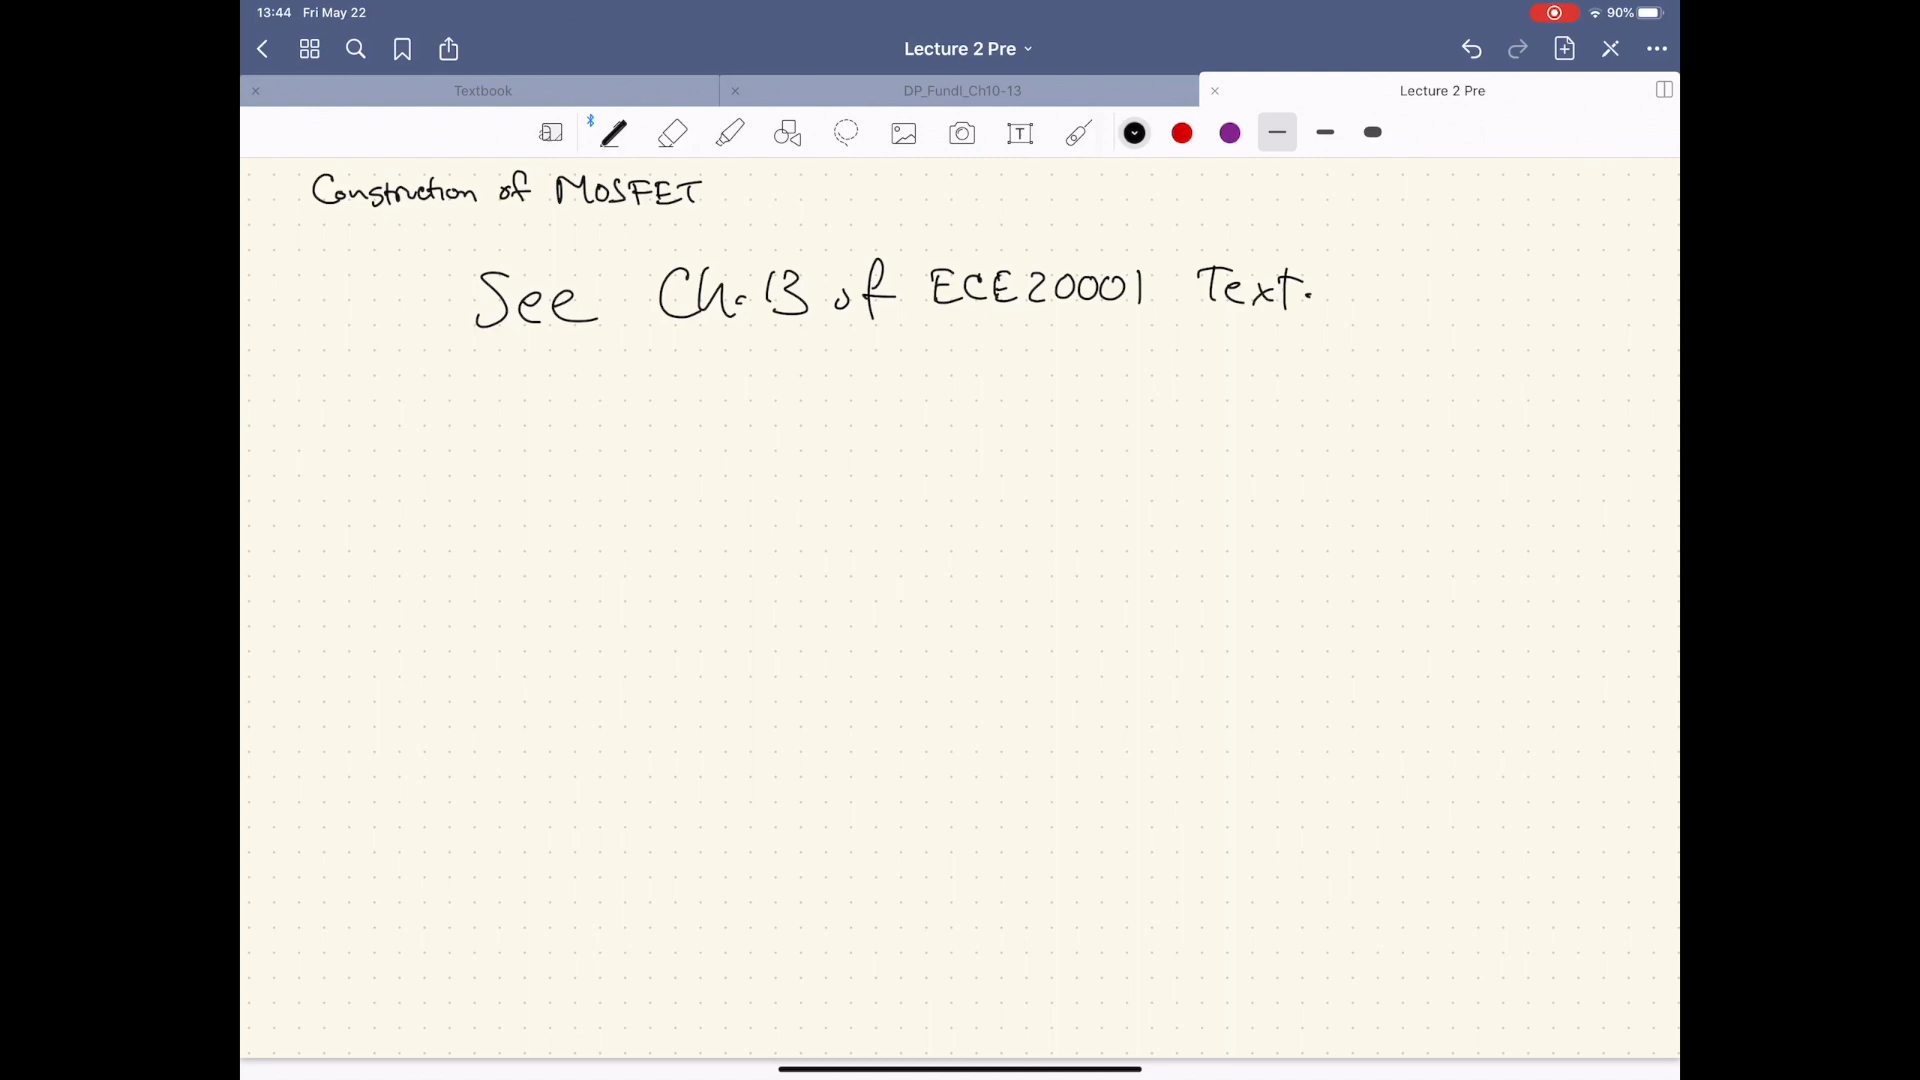 13:44 Fri May 22 90%
Lecture 2 Pre
Textbook DP_FundI_Ch10-13 Lecture 2 Pre
T
Construction of MOSFET
See Ch. 13 of ECE20001 Text.